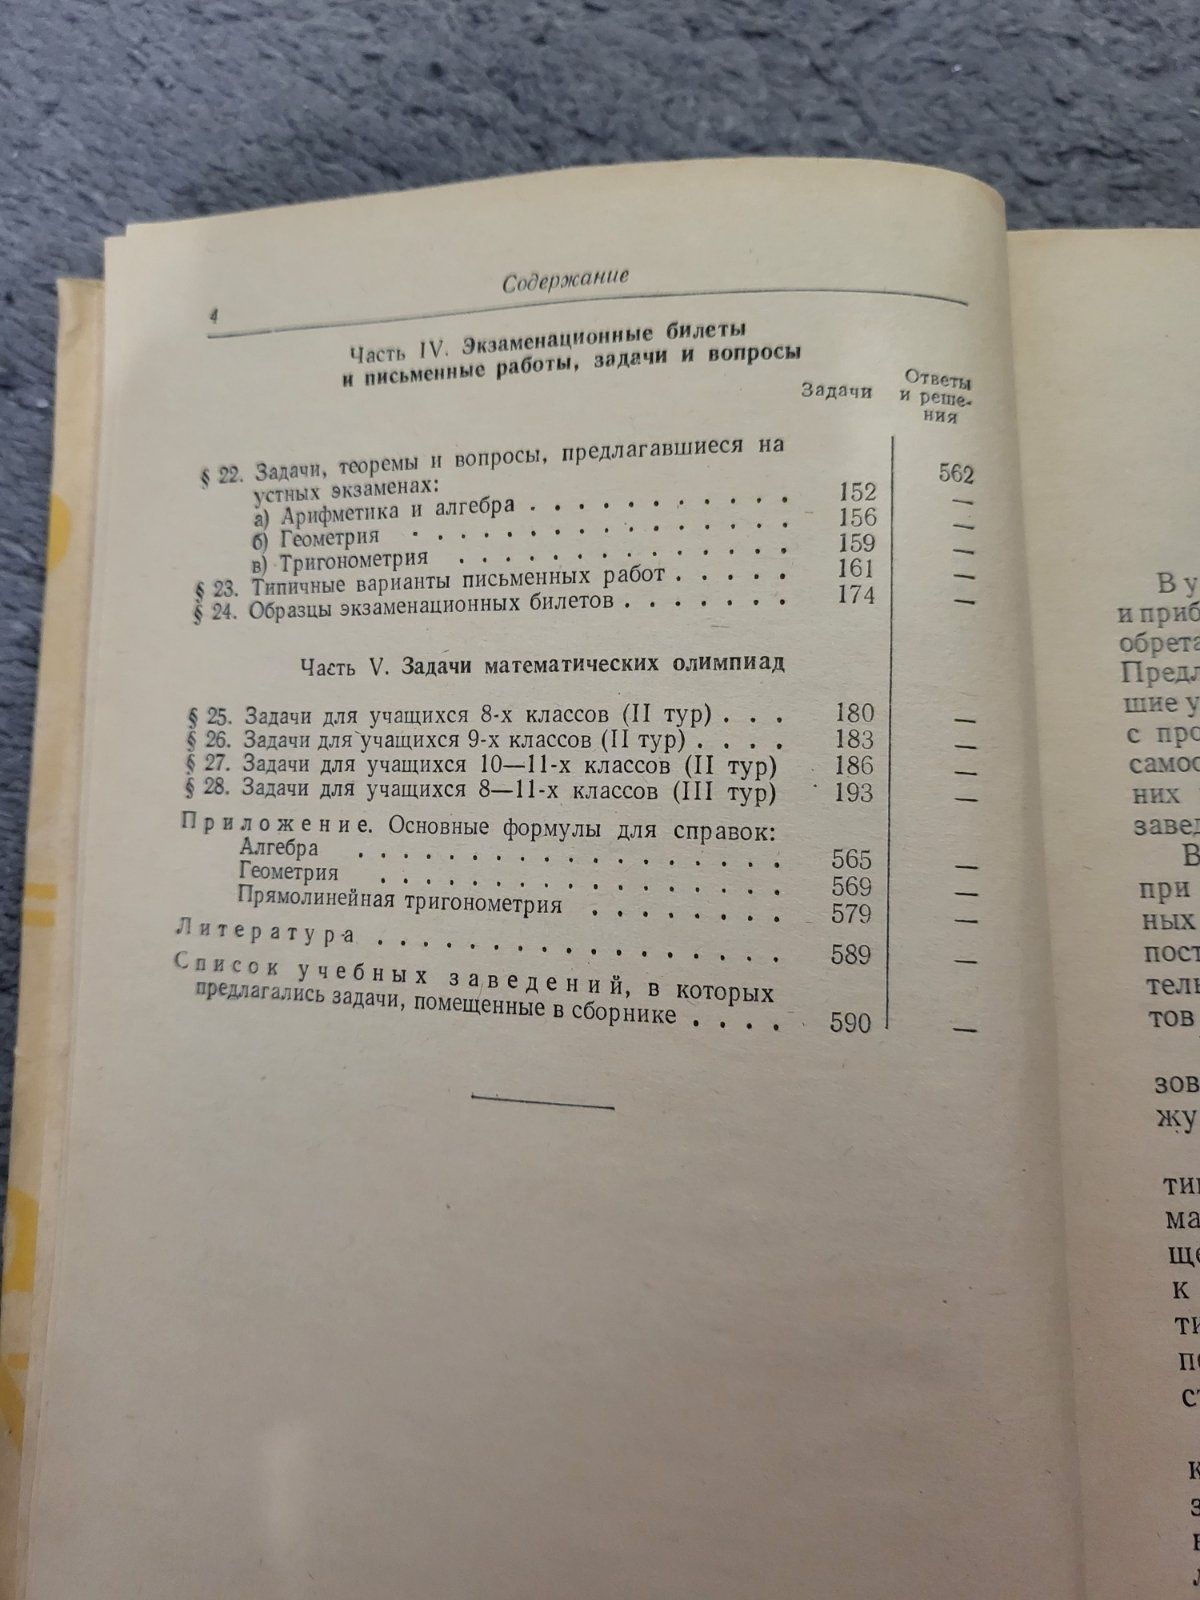 4
Содержание
Часть IV. Экзаменационные билеты
и письменные работы, задачи и вопросы
Задачи
Ответы
и реше-
ния
§ 22. Задачи, теоремы и вопросы, предлагавшиеся на
устных экзаменах: 562
а) Арифметика и алгебра . . . . . . . . . . . 152 —
б) Геометрия . . . . . . . . . . . . . . . 156 —
в) Тригонометрия . . . . . . . . . . . . . 159 —
§ 23. Типичные варианты письменных работ . . . . . 161 —
§ 24. Образцы экзаменационных билетов . . . . . . . 174 —
Часть V. Задачи математических олимпиад
§ 25. Задачи для учащихся 8-х классов (II тур) . . . 180 —
§ 26. Задачи для учащихся 9-х классов (II тур) . . . . 183 —
§ 27. Задачи для учащихся 10—11-х классов (II тур) 186 —
§ 28. Задачи для учащихся 8—11-х классов (III тур) 193 —
Приложение. Основные формулы для справок:
Алгебра . . . . . . . . . . . . . . . . . 565 —
Геометрия . . . . . . . . . . . . . . . . 569 —
Прямолинейная тригонометрия . . . . . . . . 579 —
Литература . . . . . . . . . . . . . . . . . 589 —
Список учебных заведений, в которых
предлагались задачи, помещенные в сборнике . . . . 590 —
В у
и приб
обрета
Предл
шие у
с про
самос
них
завед
В
при
ных
пост
тель
тов
зов
жу
ти
ма
ще
к
ти
по
ст
к
з